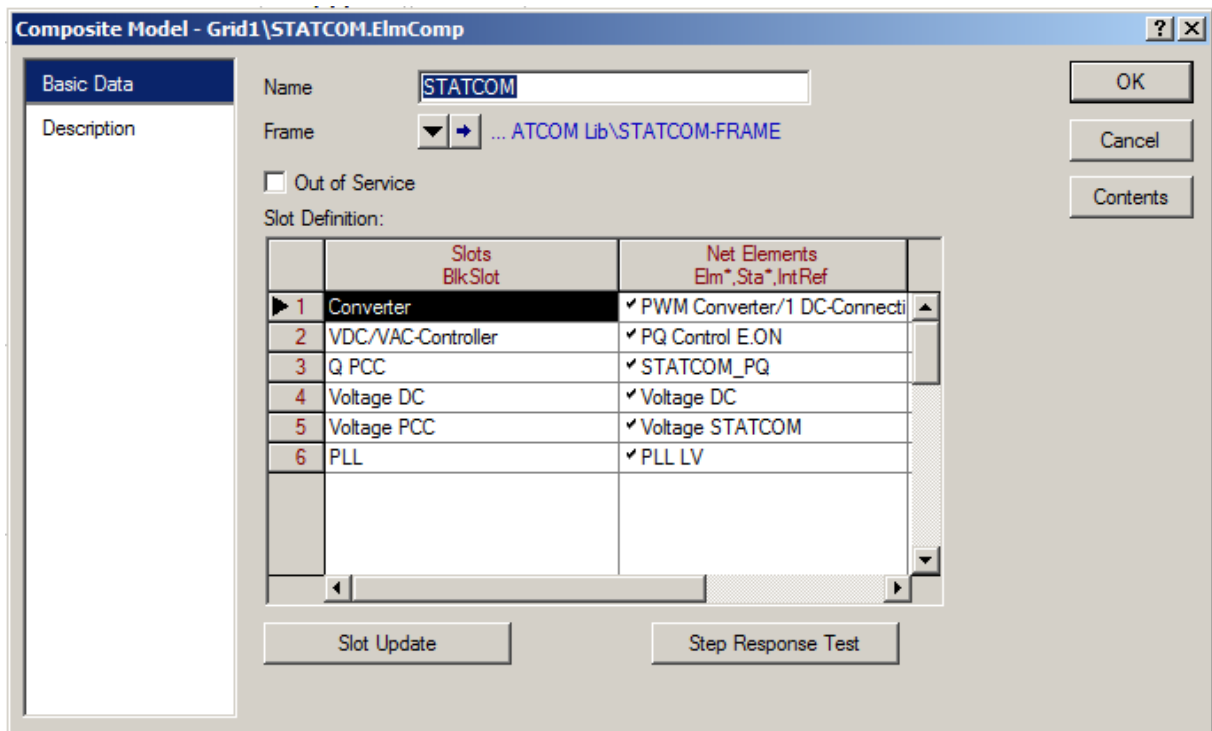 Composite Model - Grid1\STATCOM.ElmComp
Basic Data
Description
Name STATCOM
Frame ... ATCOM Lib\STATCOM-FRAME
Out of Service
Slot Definition:
Slots Net Elements
BlkSlot Elm*,Sta*,IntRef
1 Converter PWM Converter/1 DC-Connecti
2 VDC/VAC-Controller PQ Control E.ON
3 Q PCC STATCOM_PQ
4 Voltage DC Voltage DC
5 Voltage PCC Voltage STATCOM
6 PLL PLL LV
Slot Update Step Response Test
OK
Cancel
Contents